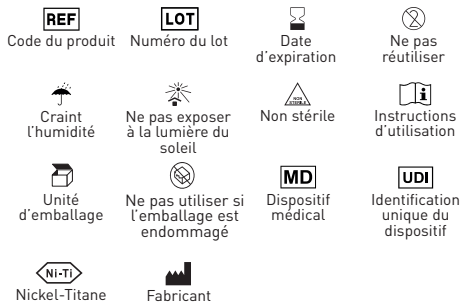 REF
LOT
Code du produit
Numéro du lot
Date
d'expiration
Ne pas
réutiliser
NON
STERILE
Craint
l'humidité
Ne pas exposer
à la lumière du
soleil
Non stérile
Instructions
d'utilisation
MD
UDI
Unité
d'emballage
Ne pas utiliser si
l'emballage est
endommagé
Dispositif
médical
Identification
unique du
dispositif
Ni-Ti
Nickel-Titane
Fabricant